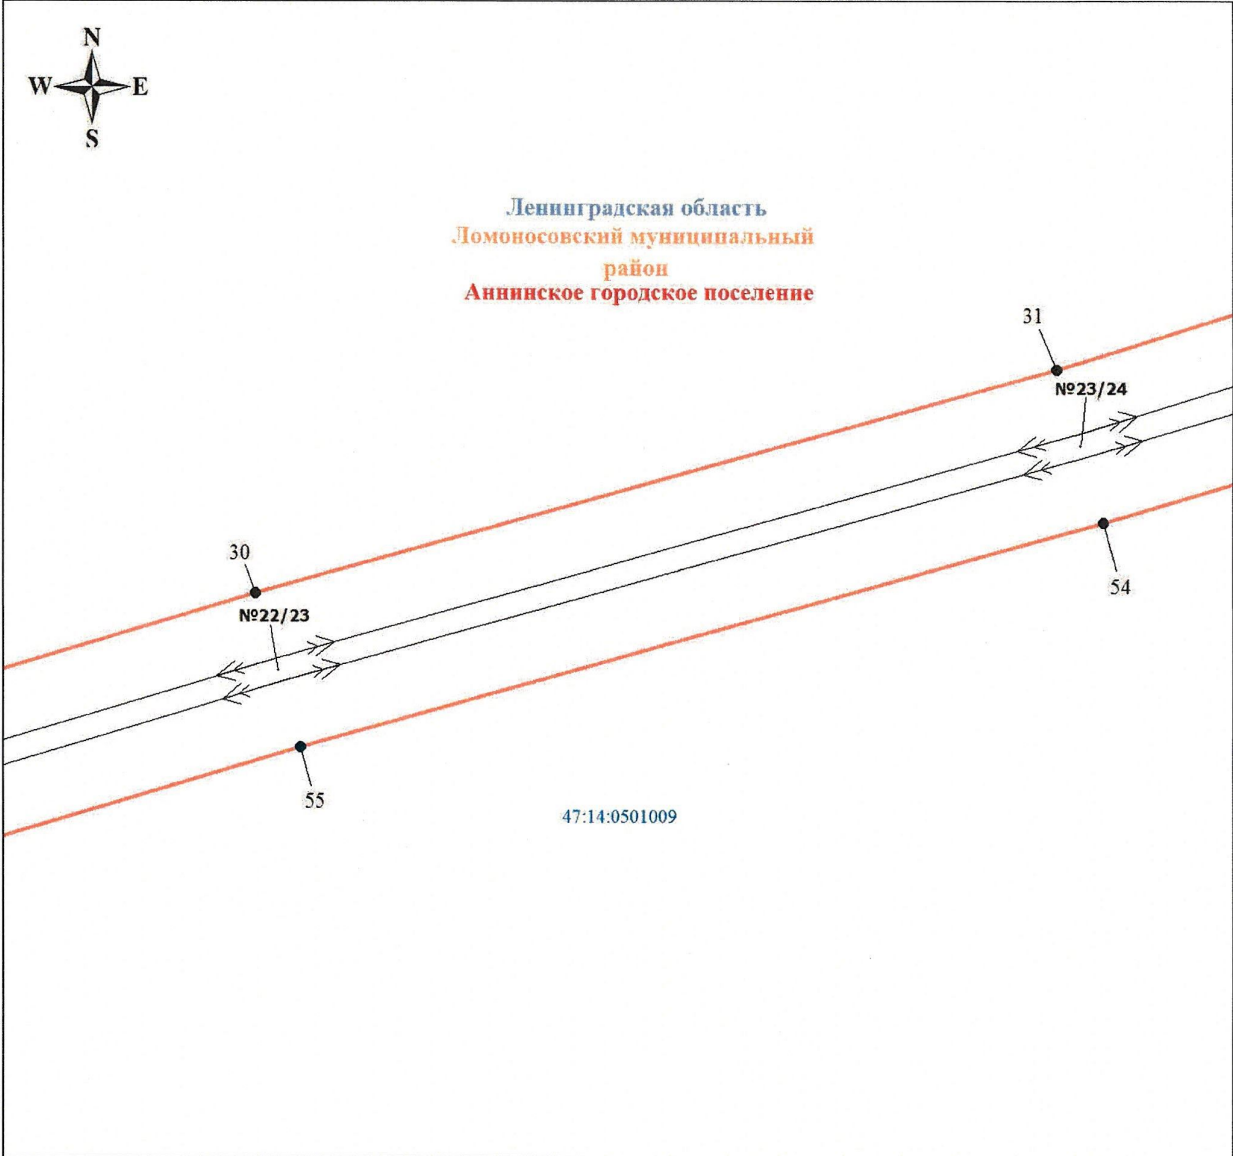 N
W E
S
Ленинградская область
Ломоносовский муниципальный
район
Аннинское городское поселение
31
№23/24
30
54
№22/23
55
47:14:0501009